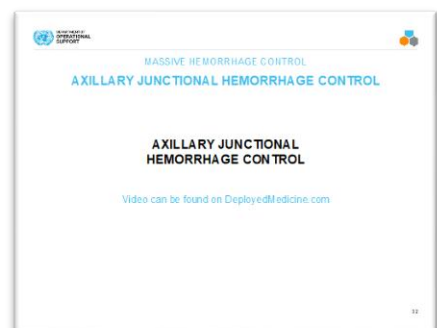 DEPARTMENT OF
OPERATIONAL
SUPPORT
MASSIVE HEMORRHAGE CONTROL
AXILLARY JUNCTIONAL HEMORRHAGE CONTROL
AXILLARY JUNCTIONAL
HEMORRHAGE CONTROL
Video can be found on DeployedMedicine.com